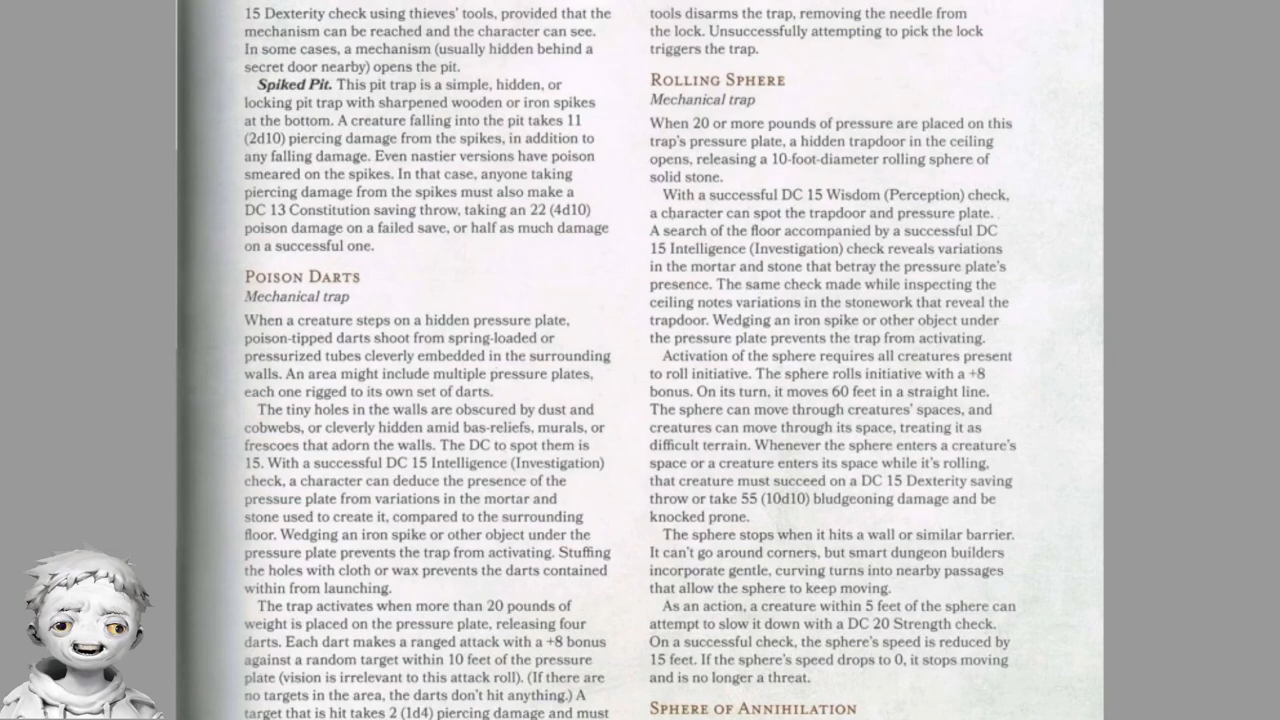 15 Dexterity check using thieves' tools, provided that the
mechanism can be reached and the character can see.
In some cases, a mechanism (usually hidden behind a
secret door nearby) opens the pit.
Spiked Pit. This pit trap is a simple, hidden, or
locking pit trap with sharpened wooden or iron spikes
at the bottom. A creature falling into the pit takes 11
(2d10) piercing damage from the spikes, in addition to
any falling damage. Even nastier versions have poison
smeared on the spikes. In that case, anyone taking
piercing damage from the spikes must also make a
DC 13 Constitution saving throw, taking an 22 (4d10)
poison damage on a failed save, or half as much damage
on a successful one.
POISON DARTS
Mechanical trap
When a creature steps on a hidden pressure plate,
poison-tipped darts shoot from spring-loaded or
pressurized tubes cleverly embedded in the surrounding
walls. An area might include multiple pressure plates,
each one rigged to its own set of darts.
The tiny holes in the walls are obscured by dust and
cobwebs, or cleverly hidden amid bas-reliefs, murals, or
frescoes that adorn the walls. The DC to spot them is
15. With a successful DC 15 Intelligence (Investigation)
check, a character can deduce the presence of the
pressure plate from variations in the mortar and
stone used to create it, compared to the surrounding
floor. Wedging an iron spike or other object under the
pressure plate prevents the trap from activating. Stuffing
the holes with cloth or wax prevents the darts contained
within from launching.
The trap activates when more than 20 pounds of
weight is placed on the pressure plate, releasing four
darts. Each dart makes a ranged attack with a +8 bonus
against a random target within 10 feet of the pressure
plate (vision is irrelevant to this attack roll). (If there are
no targets in the area, the darts don't hit anything.) A
target that is hit takes 2 (1d4) piercing damage and must
tools disarms the trap, removing the needle from
the lock. Unsuccessfully attempting to pick the lock
triggers the trap.
ROLLING SPHERE
Mechanical trap
When 20 or more pounds of pressure are placed on this
trap's pressure plate, a hidden trapdoor in the ceiling
opens, releasing a 10-foot-diameter rolling sphere of
solid stone.
With a successful DC 15 Wisdom (Perception) check,
a character can spot the trapdoor and pressure plate.
A search of the floor accompanied by a successful DC
15 Intelligence (Investigation) check reveals variations
in the mortar and stone that betray the pressure plate's
presence. The same check made while inspecting the
ceiling notes variations in the stonework that reveal the
trapdoor. Wedging an iron spike or other object under
the pressure plate prevents the trap from activating.
Activation of the sphere requires all creatures present
to roll initiative. The sphere rolls initiative with a +8
bonus. On its turn, it moves 60 feet in a straight line.
The sphere can move through creatures' spaces, and
creatures can move through its space, treating it as
difficult terrain. Whenever the sphere enters a creature's
space or a creature enters its space while it's rolling,
that creature must succeed on a DC 15 Dexterity saving
throw or take 55 (10d10) bludgeoning damage and be
knocked prone.
The sphere stops when it hits a wall or similar barrier.
It can't go around corners, but smart dungeon builders
incorporate gentle, curving turns into nearby passages
that allow the sphere to keep moving.
As an action, a creature within 5 feet of the sphere can
attempt to slow it down with a DC 20 Strength check.
On a successful check, the sphere's speed is reduced by
15 feet. If the sphere's speed drops to 0, it stops moving
and is no longer a threat.
SPHERE OF ANNIHILATION